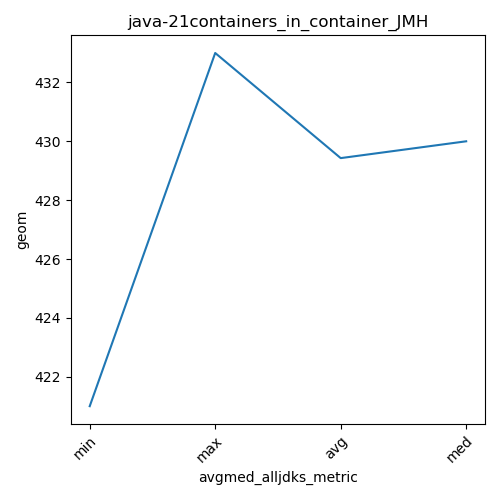 java-21containers_in_container_JMH
geom
432
430
428
426
424
422
min
max
avg
med
avgmed_alljdks_metric